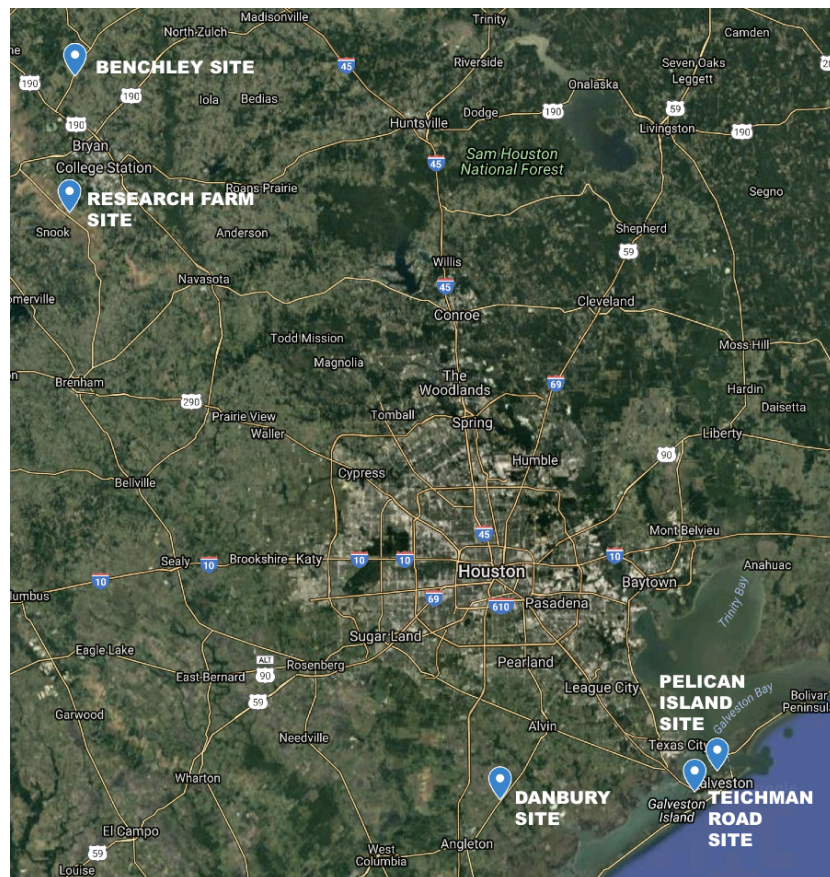 Madisonville
Trinity
Camden
North Zulch
45
BENCHLEY SITE
Riverside
Seven Oaks
Leggett
190
190
Iola
Bedias
Onalaska
59
190
Huntsville
Dodge
190
Livingston
190
Bryan
College Station
45
Sam Houston
National Forest
RESEARCH FARM
SITE
Roans Prairie
Segno
Snook
Anderson
Shepherd
59
Willis
Navasota
45
Cleveland
Conroe
Todd Mission
Moss Hill
Magnolia
The
Woodlands
69
Hardin
Brenham
290
Prairie View
Tomball
Daisetta
Waller
Spring
Liberty
Cypress
Humble
90
Bellville
45
Mont Belvieu
Sealy
10
Brookshire
Katy
10
10
10
Anahuac
Houston
10
69
610
Pasadena
Baytown
Trinity Bay
Sugar Land
Eagle Lake
ALT
90
Rosenberg
Pearland
East Bernard
59
League City
PELICAN
ISLAND
SITE
Galveston Bay
Bolivar
Peninsula
Garwood
Needville
Alvin
Texas City
Wharton
DANBURY
SITE
Galveston
Galveston
Island
TEICHMAN
ROAD
SITE
El Campo
59
West
Columbia
Angleton
Louise